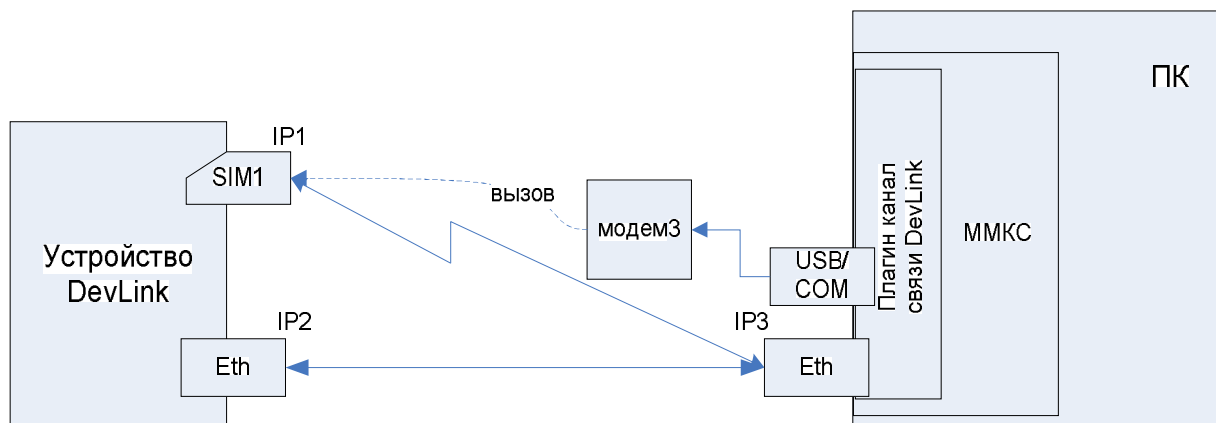 ПК
IP1
SIM1
вызов
модем3
Устройство
DevLink
USB/
COM
Плагин канал
связи DevLink
ММКС
IP2
IP3
Eth
Eth